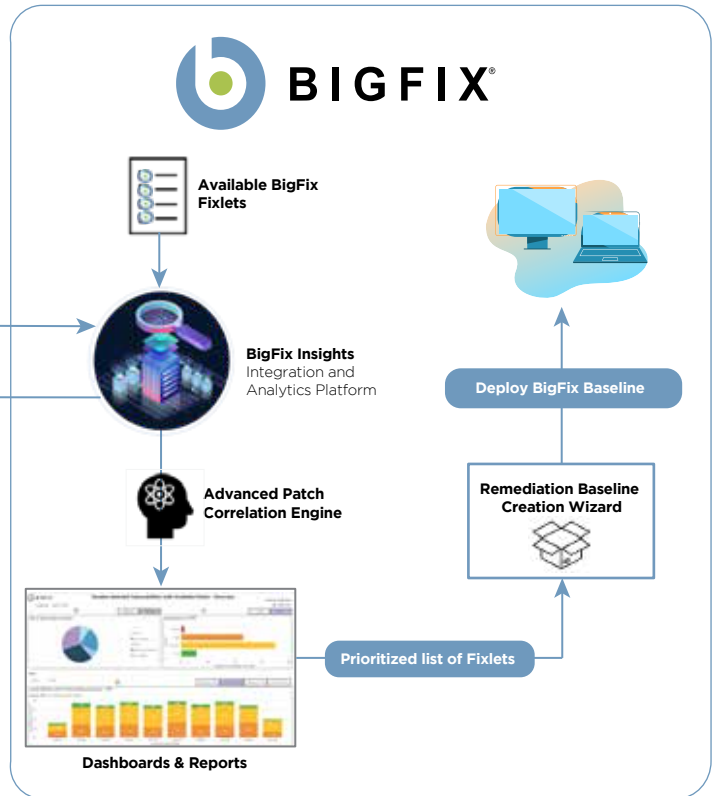 BIGFIX®
Available BigFix
Fixlets
BigFix Insights
Integration and
Analytics Platform
Deploy BigFix Baseline
Advanced Patch
Correlation Engine
Remediation Baseline
Creation Wizard
Prioritized list of Fixlets
Dashboards & Reports